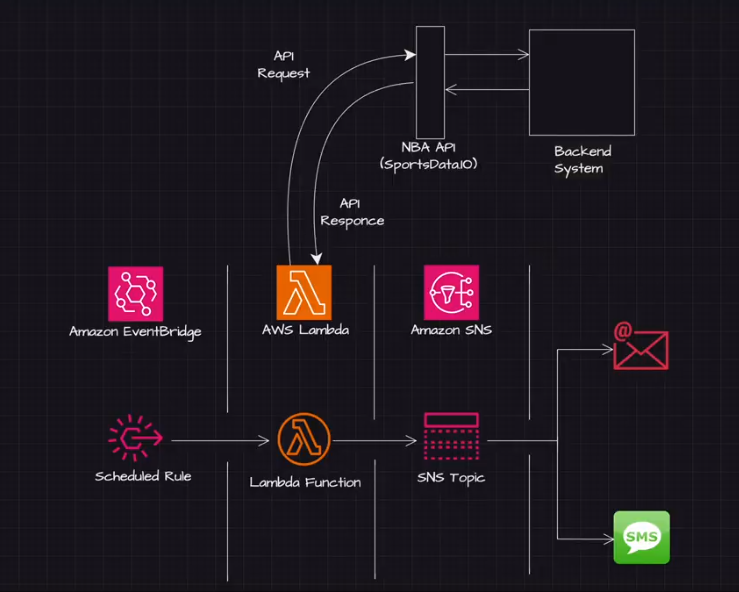 API
Request
NBA API
(SportsData.IO)
Backend
System
API
Responce
Amazon EventBridge
AWS Lambda
Amazon SNS
@
Scheduled Rule
Lambda Function
SNS Topic
SMS